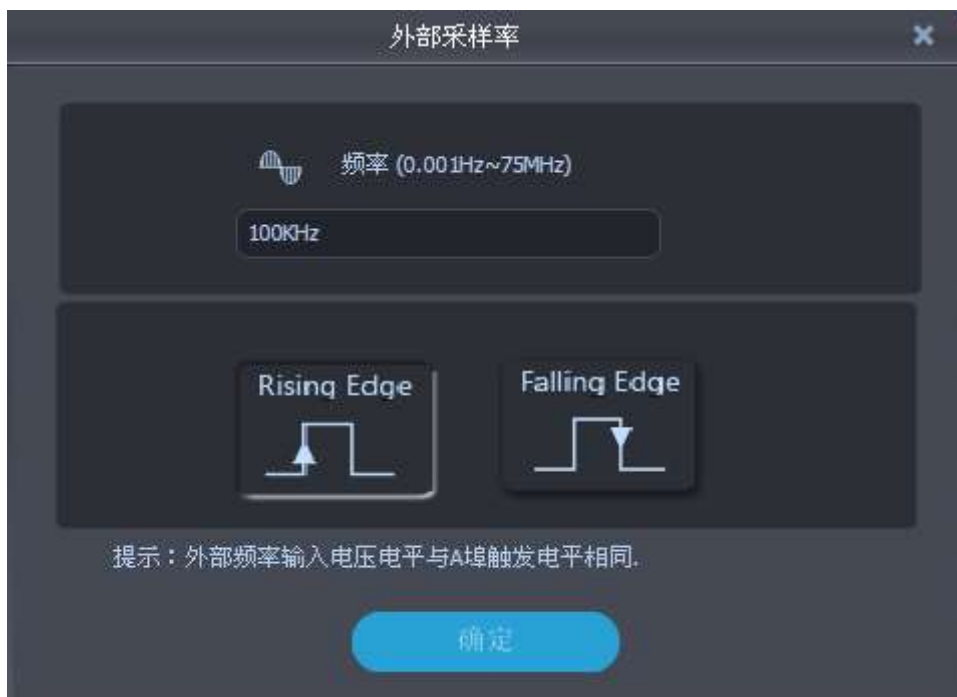 外部采样率
频率 (0.001Hz~75MHz)
100KHz
Rising Edge
Falling Edge
提示：外部频率输入电压电平与A埠触发电平相同.
确定